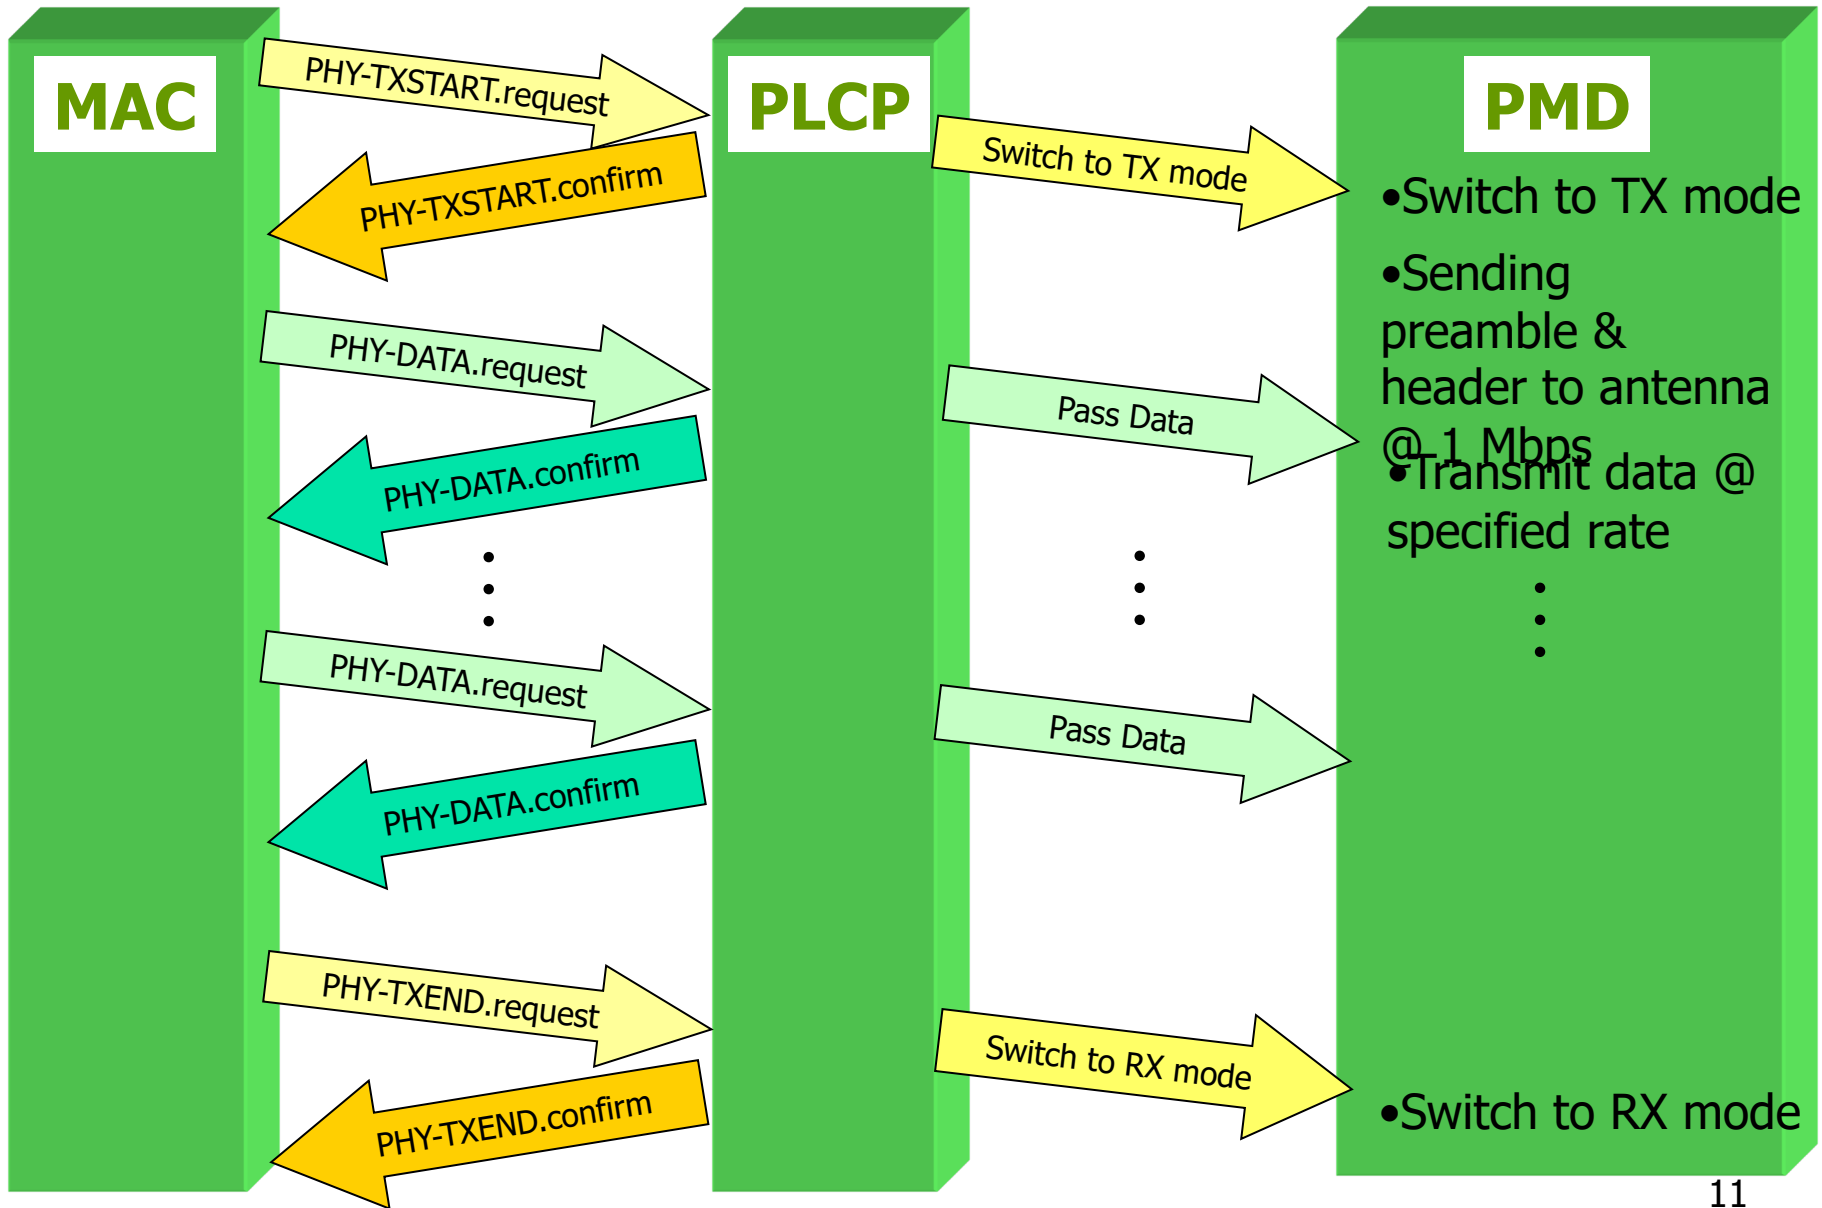 MAC
PLCP
PMD
PHY-TXSTART.request
PHY-TXSTART.confirm
Switch to TX mode
•Switch to TX mode
•Sending
preamble &
header to antenna
@ 1 Mbps
PHY-DATA.request
PHY-DATA.confirm
Pass Data
•Transmit data @
specified rate
PHY-DATA.request
PHY-DATA.confirm
Pass Data
PHY-TXEND.request
PHY-TXEND.confirm
Switch to RX mode
•Switch to RX mode
11